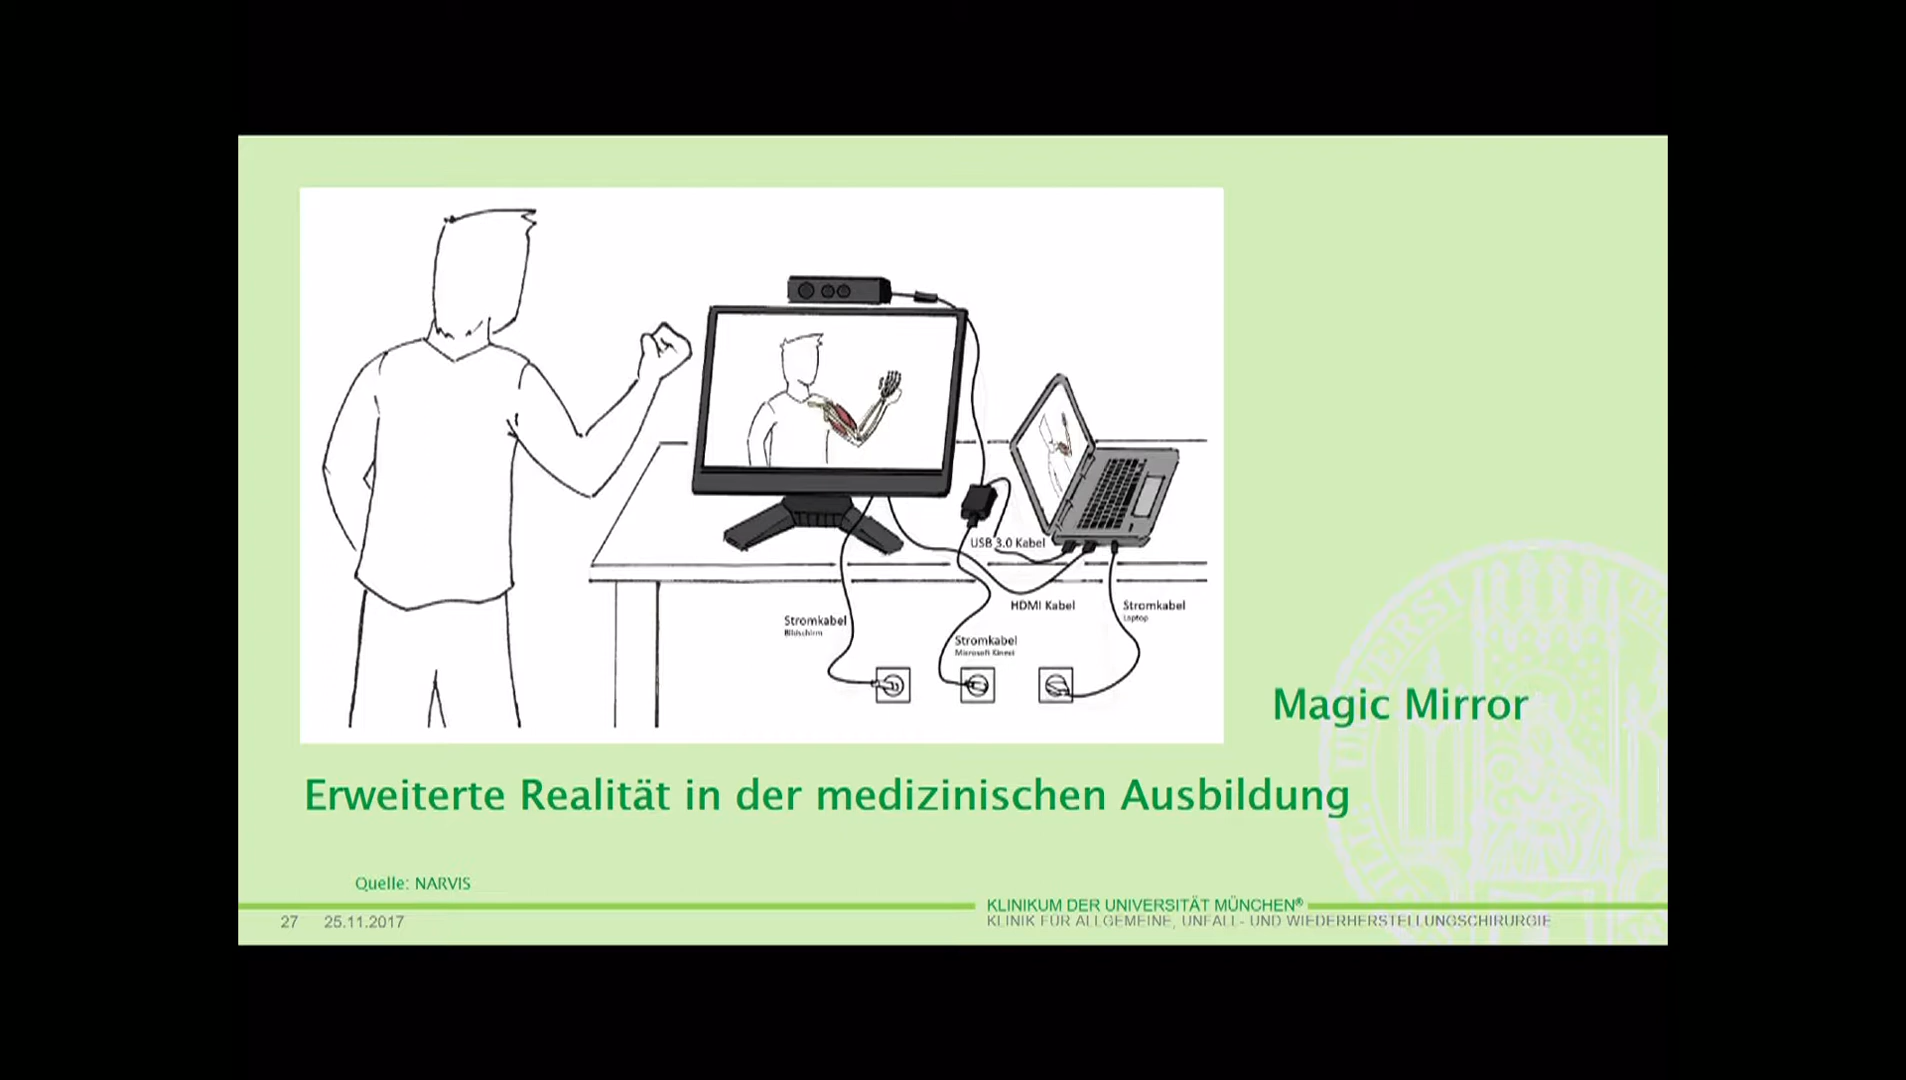 USB 3.0 Kabel
HDMI Kabel
Stromkabel
Laptop
Stromkabel
Bildschirm
Stromkabel
Microsoft Kinect
Magic Mirror
Erweiterte Realität in der medizinischen Ausbildung
Quelle: NARVIS
KLINIKUM DER UNIVERSITÄT MÜNCHEN®
KLINIK FÜR ALLGEMEINE, UNFALL- UND WIEDERHERSTELLUNGSCHIRURGIE
27 25.11.2017